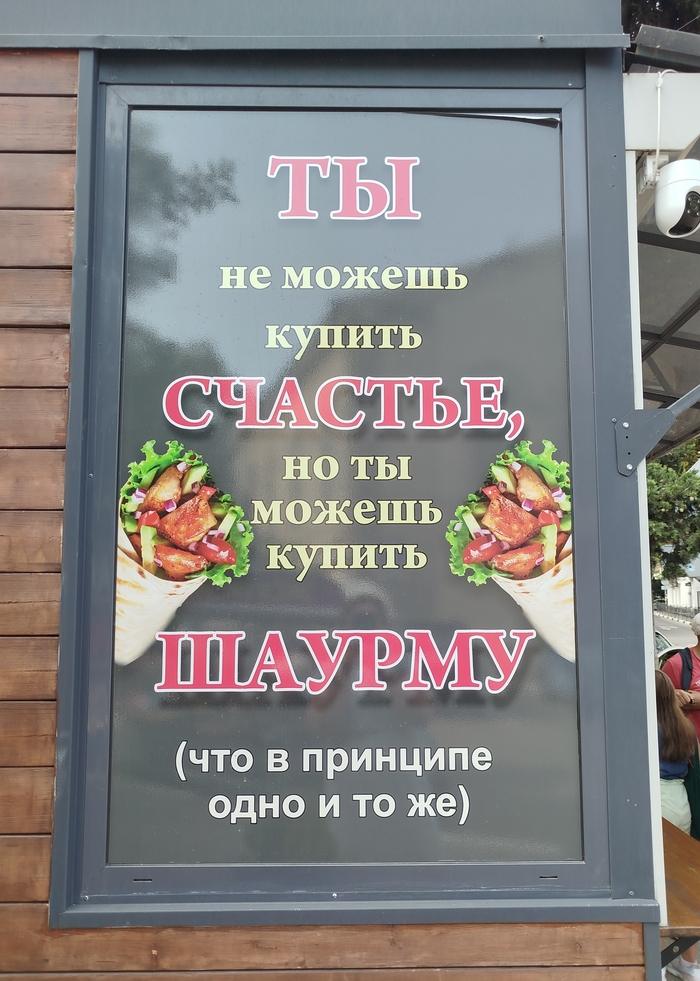 ТЫ
не можешь
купить
СЧАСТЬЕ,
но ты
можешь
купить
ШАУРМУ
(что в принципе
одно и то же)